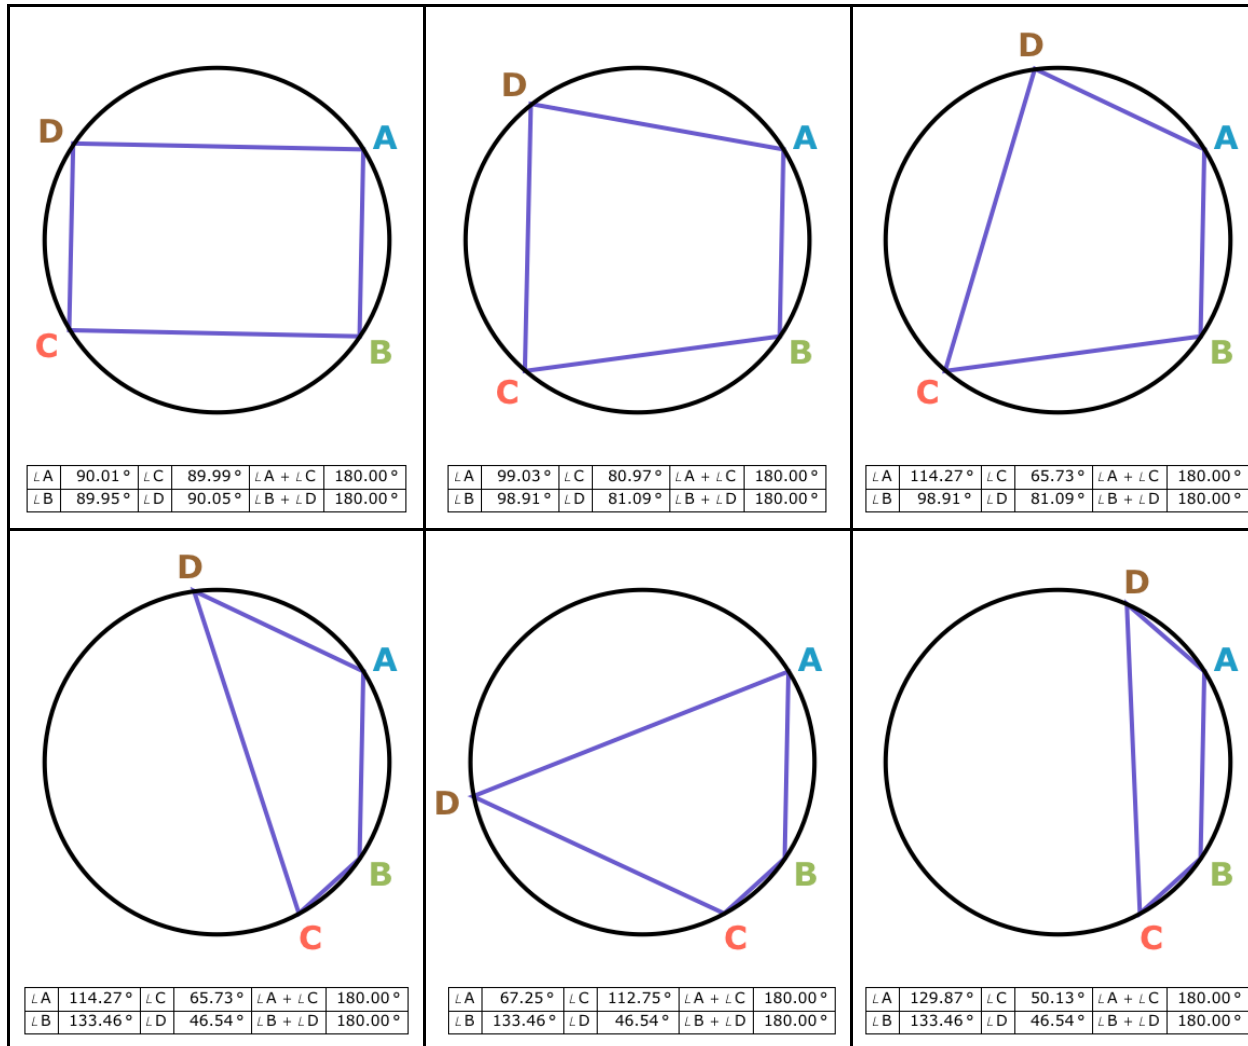 D
A
C
B
∠A 90.01° ∠C 89.99° ∠A + ∠C 180.00°
∠B 89.95° ∠D 90.05° ∠B + ∠D 180.00°
D
A
B
C
∠A 99.03° ∠C 80.97° ∠A + ∠C 180.00°
∠B 98.91° ∠D 81.09° ∠B + ∠D 180.00°
D
A
B
C
∠A 114.27° ∠C 65.73° ∠A + ∠C 180.00°
∠B 98.91° ∠D 81.09° ∠B + ∠D 180.00°
D
A
B
C
∠A 114.27° ∠C 65.73° ∠A + ∠C 180.00°
∠B 133.46° ∠D 46.54° ∠B + ∠D 180.00°
A
D
B
C
∠A 67.25° ∠C 112.75° ∠A + ∠C 180.00°
∠B 133.46° ∠D 46.54° ∠B + ∠D 180.00°
D
A
B
C
∠A 129.87° ∠C 50.13° ∠A + ∠C 180.00°
∠B 133.46° ∠D 46.54° ∠B + ∠D 180.00°